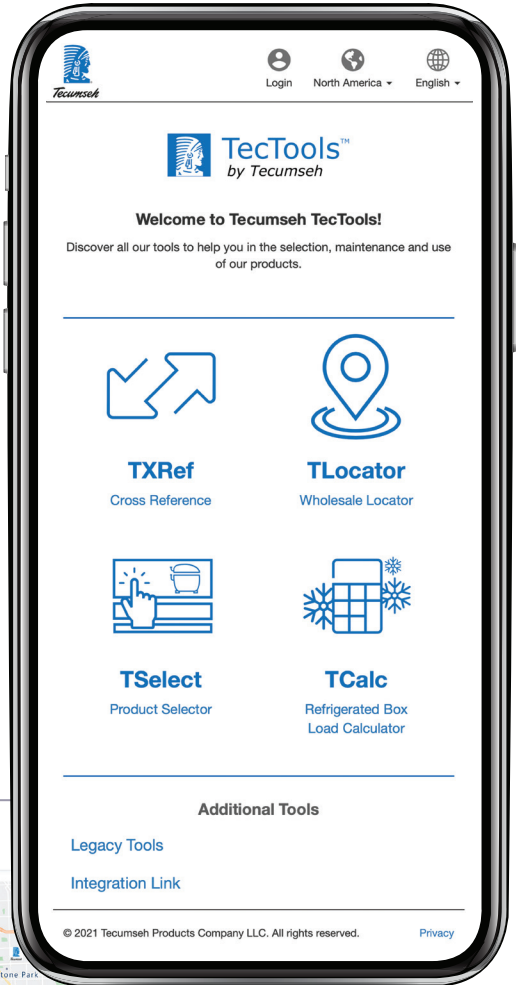 Tecumseh
Login
North America
English
TecTools™
by Tecumseh
Welcome to Tecumseh TecTools!
Discover all our tools to help you in the selection, maintenance and use
of our products.
TXRef
Cross Reference
TLocator
Wholesale Locator
TSelect
Product Selector
TCalc
Refrigerated Box
Load Calculator
Additional Tools
Legacy Tools
Integration Link
© 2021 Tecumseh Products Company LLC. All rights reserved.
Privacy
tone Park